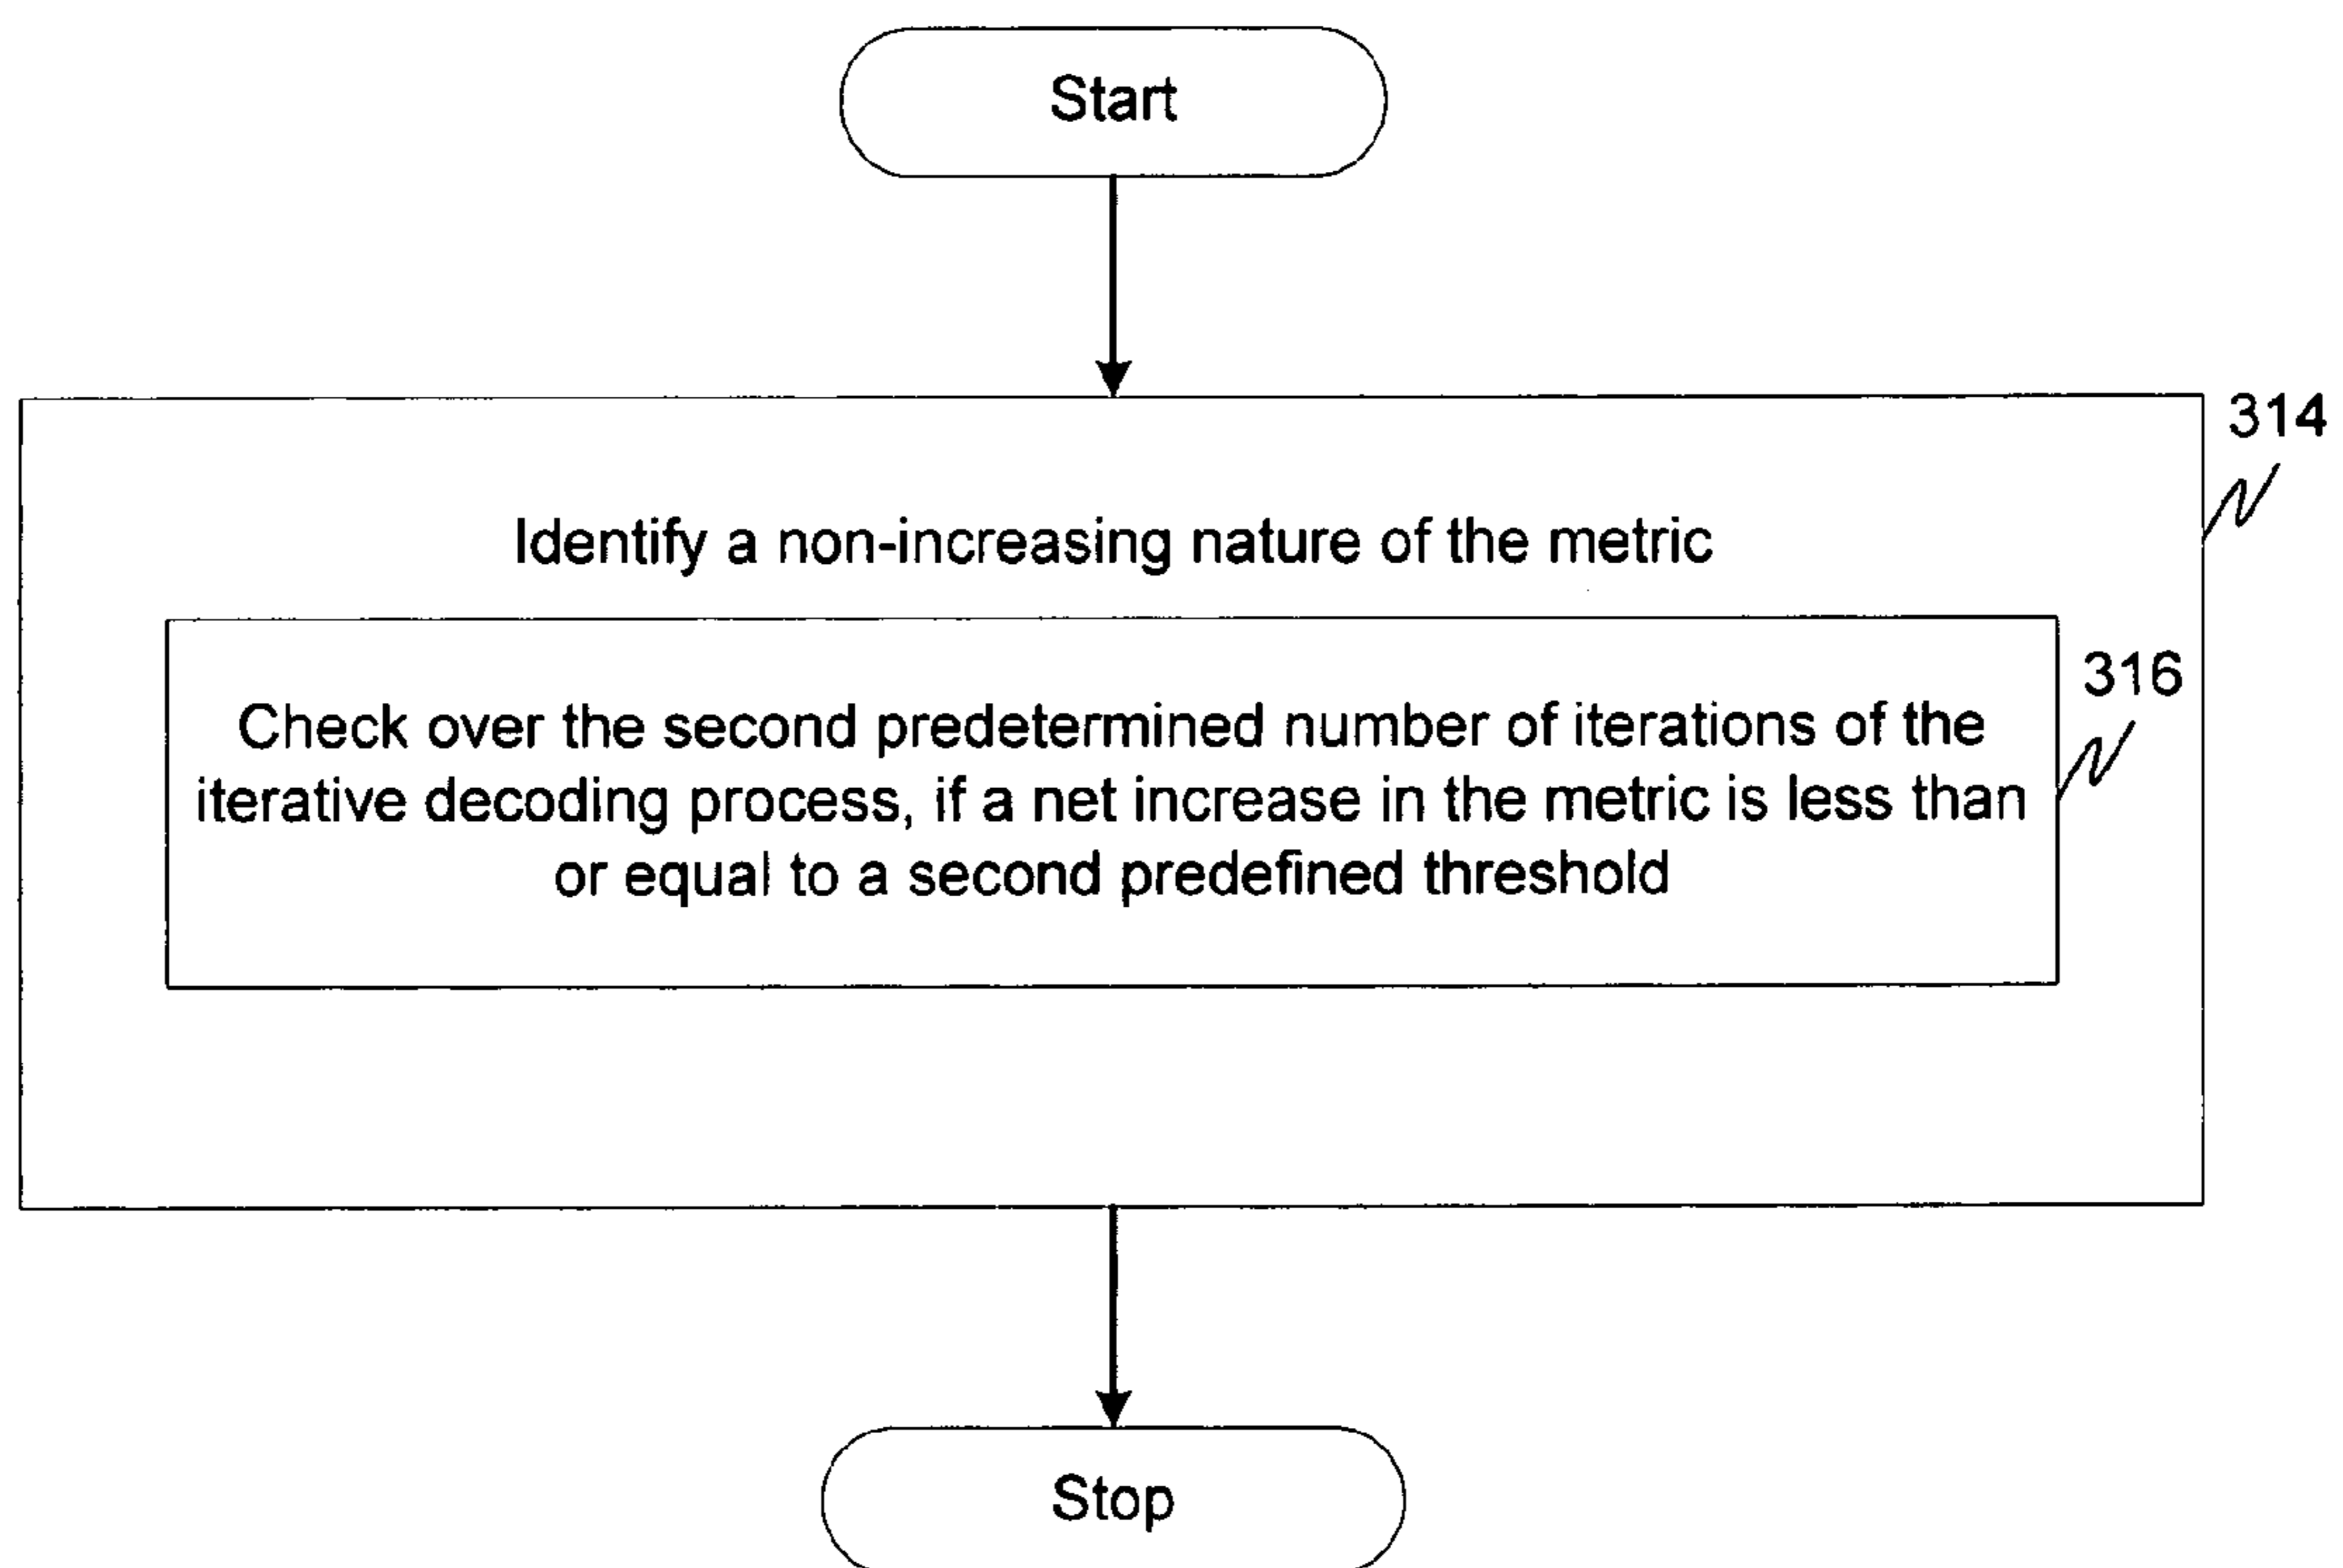 Start
314
Identify a non-increasing nature of the metric
316
Check over the second predetermined number of iterations of the
iterative decoding process, if a net increase in the metric is less than
or equal to a second predefined threshold
Stop